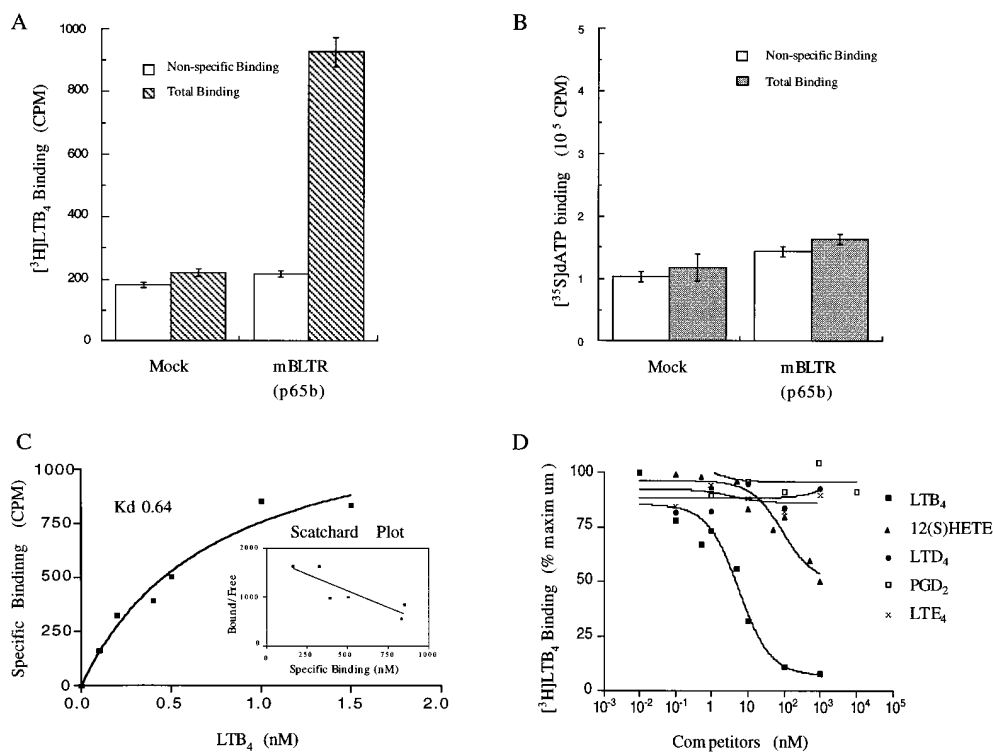 A
[³H]LTB₄ Binding (CPM)
1000
800
600
400
200
0
Non-specific Binding
Total Binding
Mock
mBLTR
(p65b)
B
[³⁵S]dATP binding (10⁻⁵ CPM)
5
4
3
2
1
0
Non-specific Binding
Total Binding
Mock
mBLTR
(p65b)
C
Specific Bindinng (CPM)
1000
750
500
250
0
Kd 0.64
Scatchard Plot
Bound/Free
2000
1000
0
250
500
750
1000
Specific Binding (nM)
0.0
0.5
1.0
1.5
2.0
LTB₄ (nM)
D
[³H]LTB₄ Binding (% maxim um)
100
75
50
25
0
LTB₄
12(S)HETE
LTD₄
PGD₂
LTE₄
10⁻³
10⁻¹
1
10
10²
10³
10⁴
10⁵
Competitors (nM)